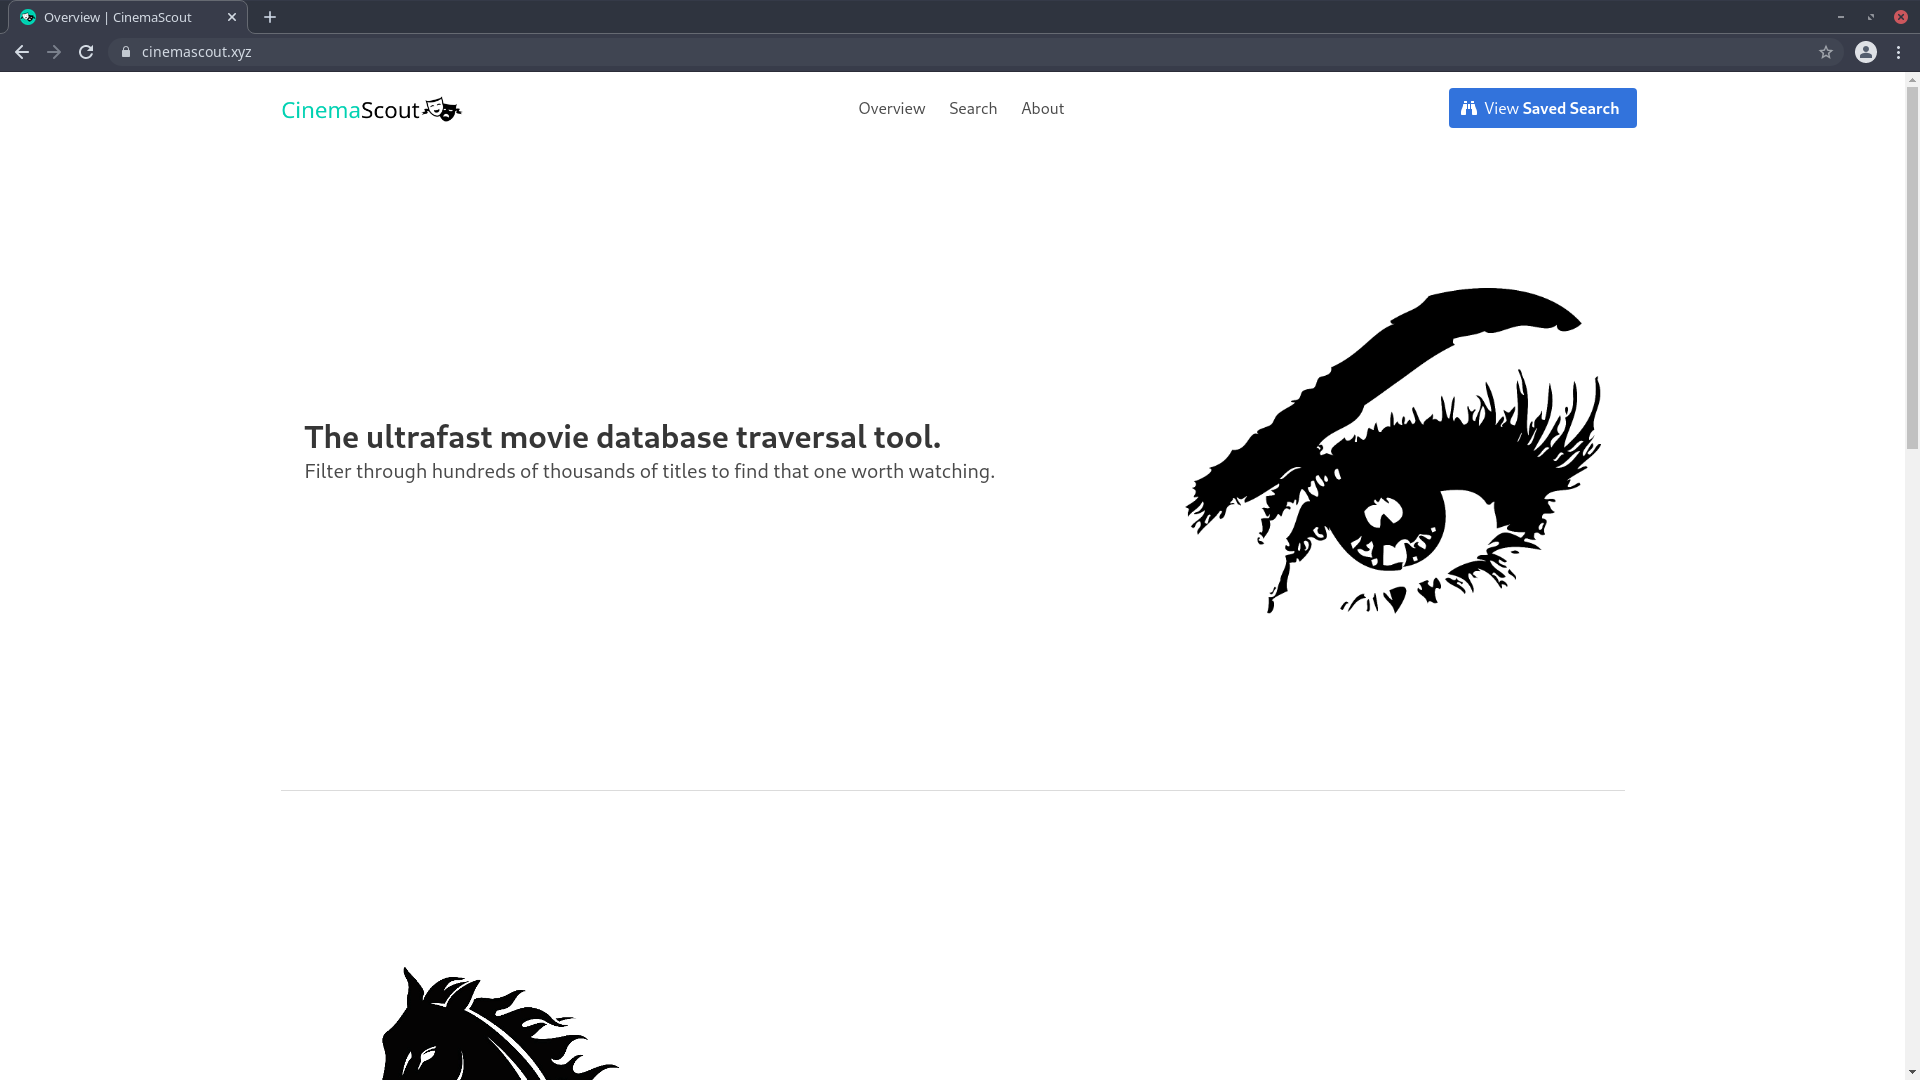 Overview | CinemaScout
cinemascout.xyz
CinemaScout
Overview Search About
View Saved Search
The ultrafast movie database traversal tool.
Filter through hundreds of thousands of titles to find that one worth watching.